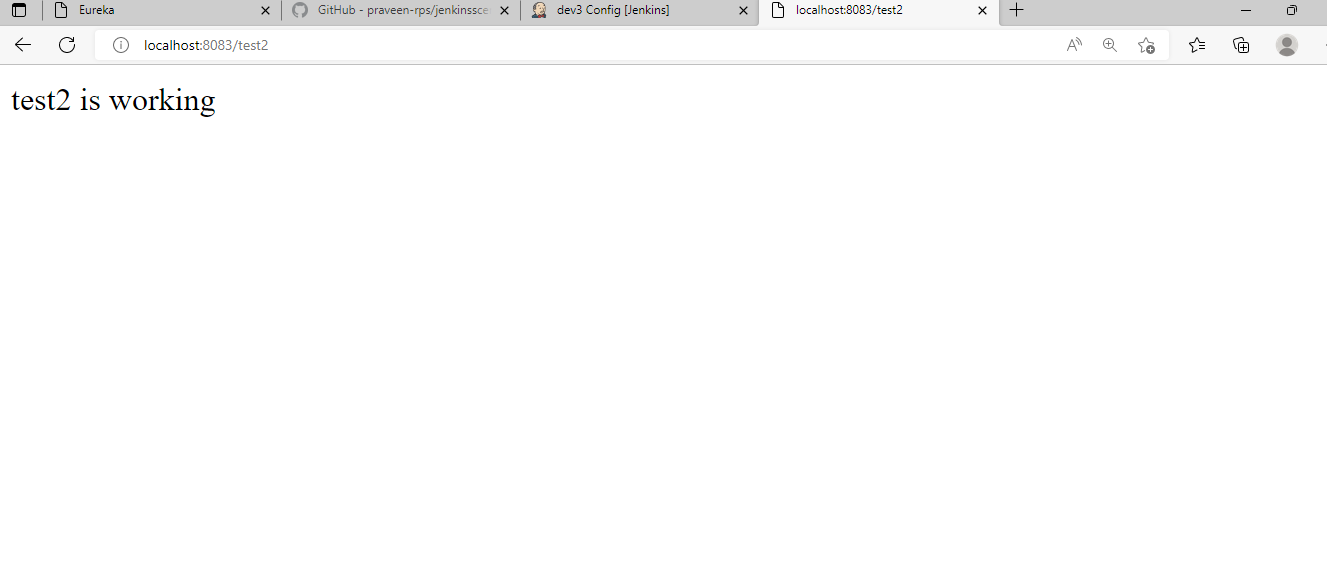 Eureka
GitHub - praveen-rps/jenkinssce
dev3 Config [Jenkins]
localhost:8083/test2
localhost:8083/test2
test2 is working